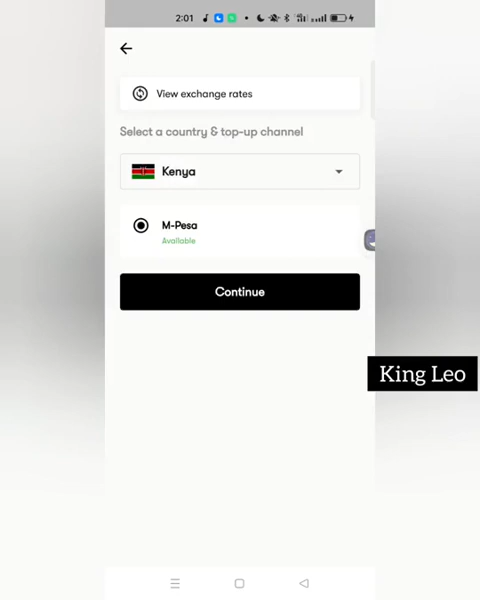 2:01
View exchange rates
Select a country & top-up channel
Kenya
M-Pesa
Available
Continue
King Leo